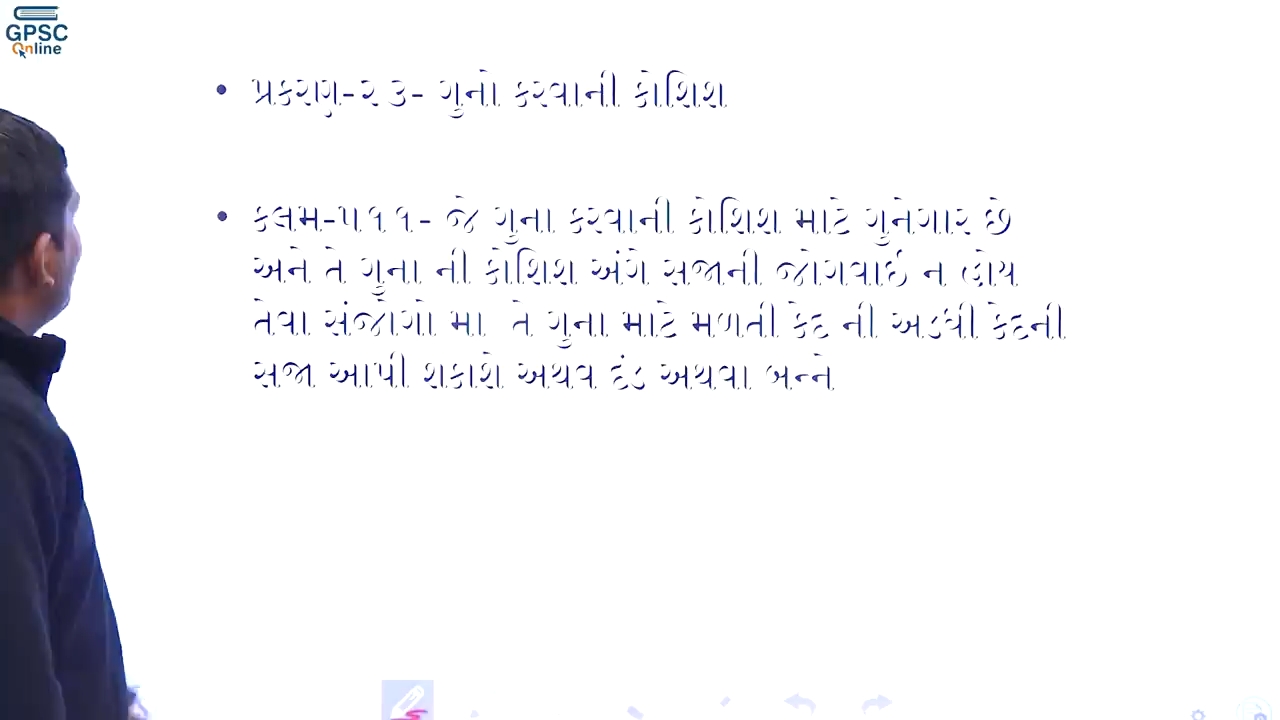 GPSC
Online
• પ્રકરણ-૨૩- ગુનો કરવાની કોશિશ
• કલમ-૫૧૧- જે ગુના કરવાની કોશિશ માટે ગુનેગાર છે
અને તે ગુના ની કોશિશ અંગે સજાની જોગવાઈ ન હોય
તેવા સંજોગો મા તે ગુના માટે મળતી કેદ ની અડધી કેદની
સજા આપી શકાશે અથવ દંડ અથવા બન્ને